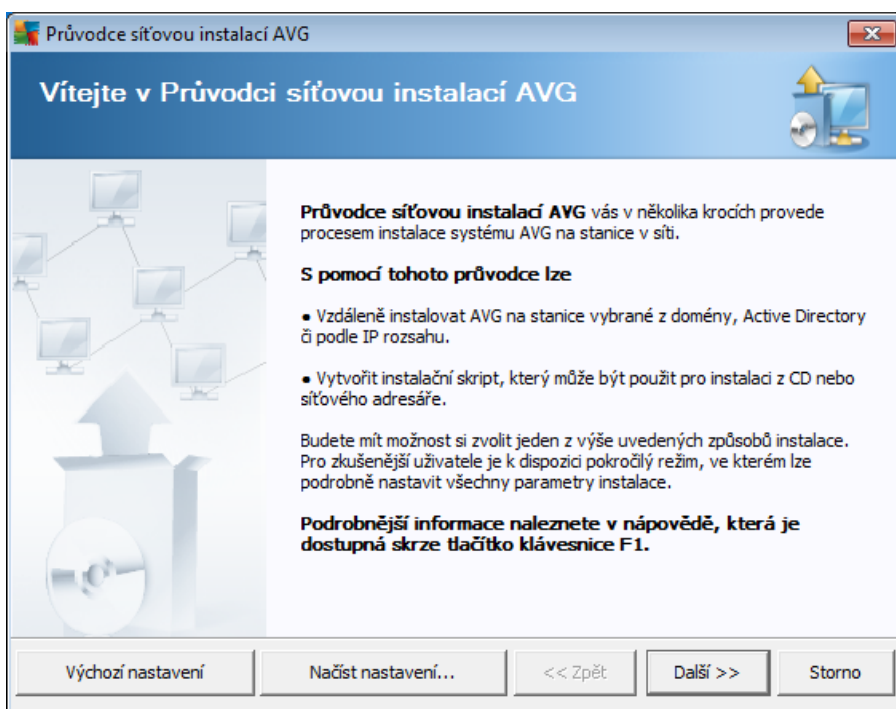 Průvodce síťovou instalací AVG
Vítejte v Průvodci síťovou instalací AVG
Průvodce síťovou instalací AVG vás v několika krocích provede
procesem instalace systému AVG na stanice v síti.
S pomocí tohoto průvodce lze
• Vzdáleně instalovat AVG na stanice vybrané z domény, Active Directory
či podle IP rozsahu.
• Vytvořit instalační skript, který může být použit pro instalaci z CD nebo
síťového adresáře.
Budete mít možnost si zvolit jeden z výše uvedených způsobů instalace.
Pro zkušenější uživatele je k dispozici pokročilý režim, ve kterém lze
podrobně nastavit všechny parametry instalace.
Podrobnější informace naleznete v nápovědě, která je
dostupná skrze tlačítko klávesnice F1.
Výchozí nastavení Načíst nastavení... << Zpět Další >> Storno